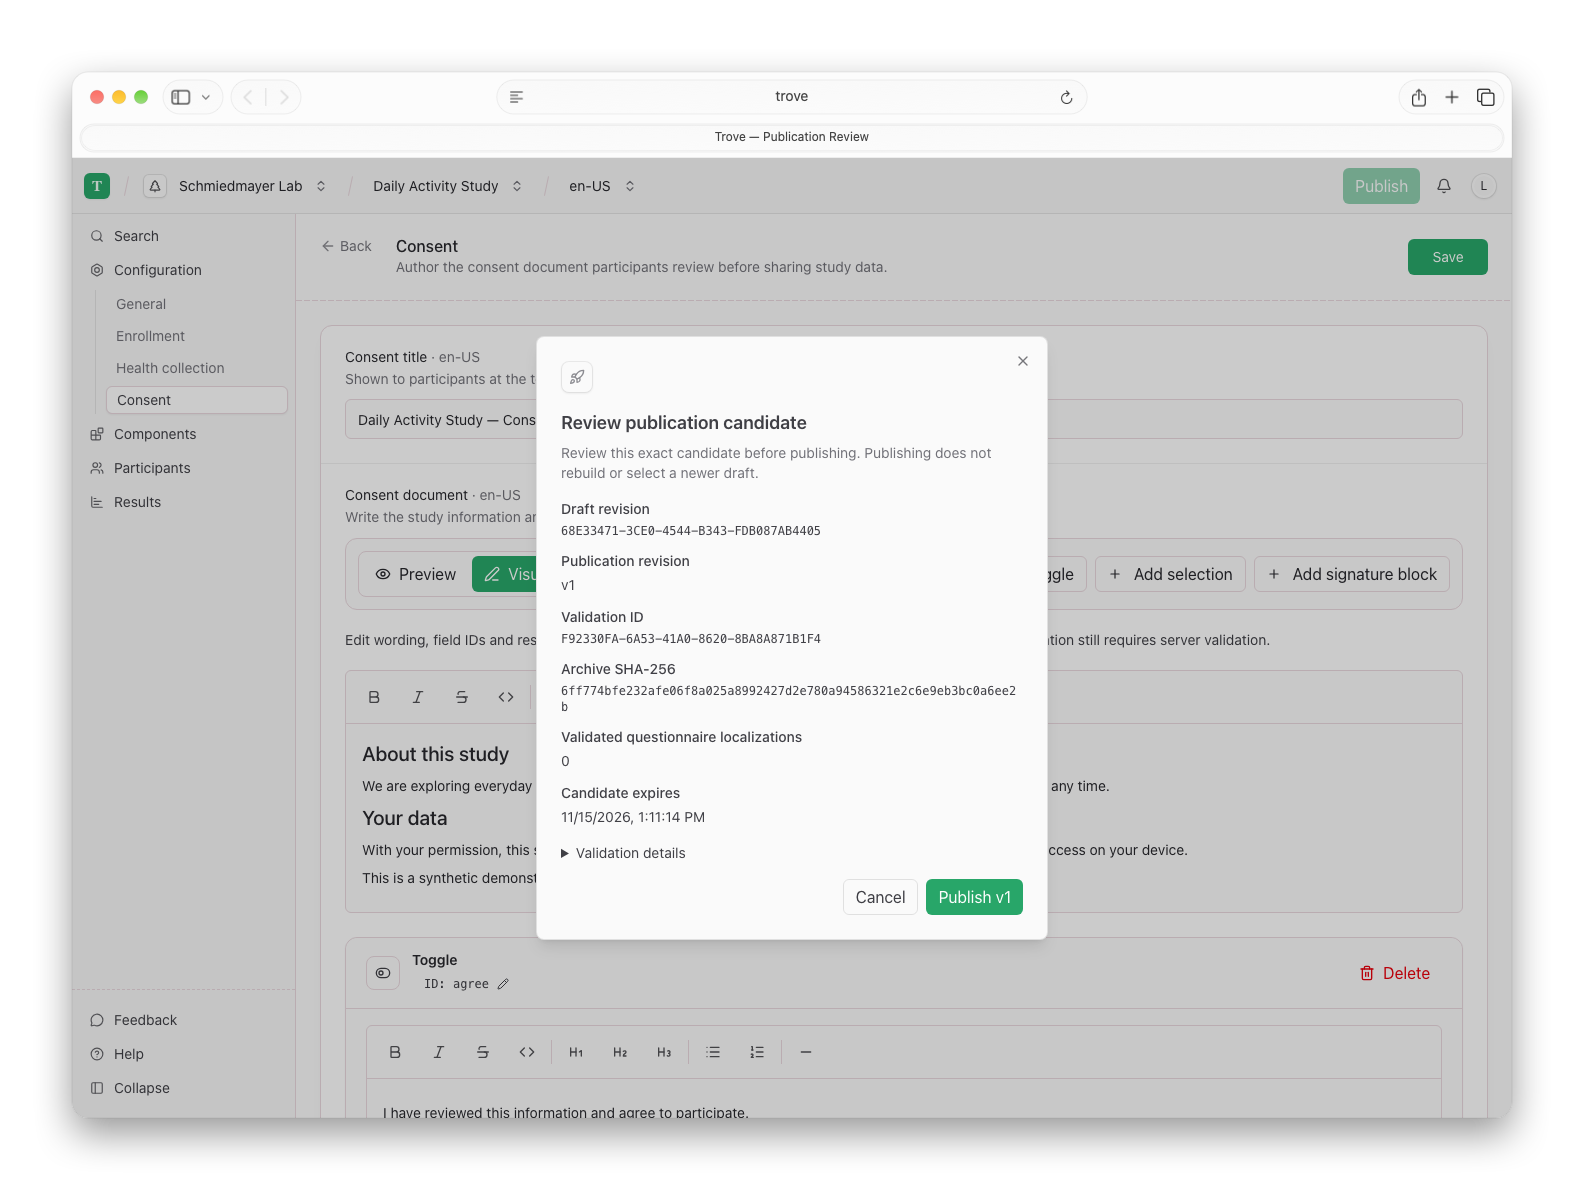 trove
Trove — Publication Review
T / Schmiedmayer Lab / Daily Activity Study / en-US
Publish
L
Search
Configuration
General
Enrollment
Health collection
Consent
Components
Participants
Results
Feedback
Help
Collapse
Back
Consent
Author the consent document participants review before sharing study data.
Save
Consent title · en-US
Shown to participants at the t
Daily Activity Study — Cons
Consent document · en-US
Write the study information a
Preview
Visu
ggle
+ Add selection
+ Add signature block
Edit wording, field IDs and res
tion still requires server validation.
B I S <>
About this study
We are exploring everyday
any time.
Your data
With your permission, this s
ccess on your device.
This is a synthetic demonst
Review publication candidate
Review this exact candidate before publishing. Publishing does not
rebuild or select a newer draft.
Draft revision
68E33471-3CE0-4544-B343-FDB087AB4405
Publication revision
v1
Validation ID
F92330FA-6A53-41A0-8620-8BA8A871B1F4
Archive SHA-256
6ff774bfe232afe06f8a025a8992427d2e780a94586321e2c6e9eb3bc0a6ee2
b
Validated questionnaire localizations
0
Candidate expires
11/15/2026, 1:11:14 PM
Validation details
Cancel
Publish v1
Toggle
ID: agree
Delete
B I S <> H1 H2 H3
I have reviewed this information and agree to participate.